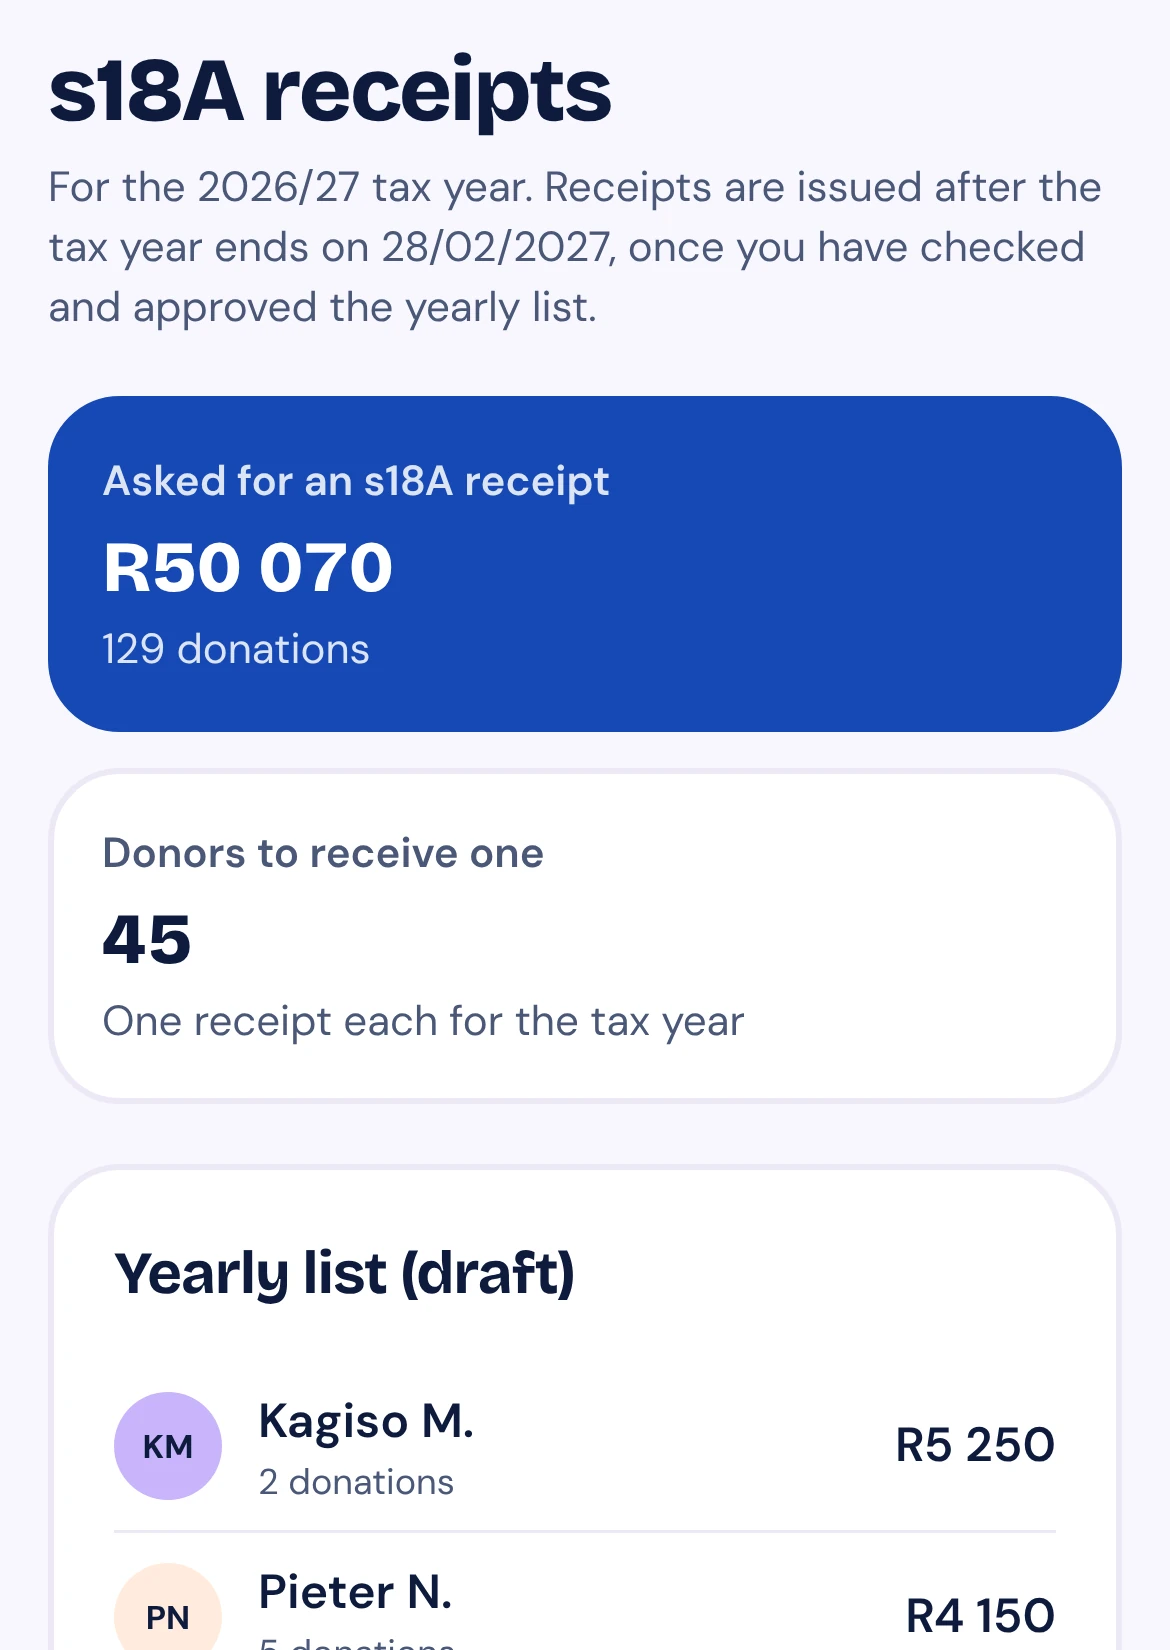 s18A receipts
For the 2026/27 tax year. Receipts are issued after the
tax year ends on 28/02/2027, once you have checked
and approved the yearly list.
Asked for an s18A receipt
R50 070
129 donations
Donors to receive one
45
One receipt each for the tax year
Yearly list (draft)
KM
Kagiso M.
2 donations
R5 250
PN
Pieter N.
5 donations
R4 150